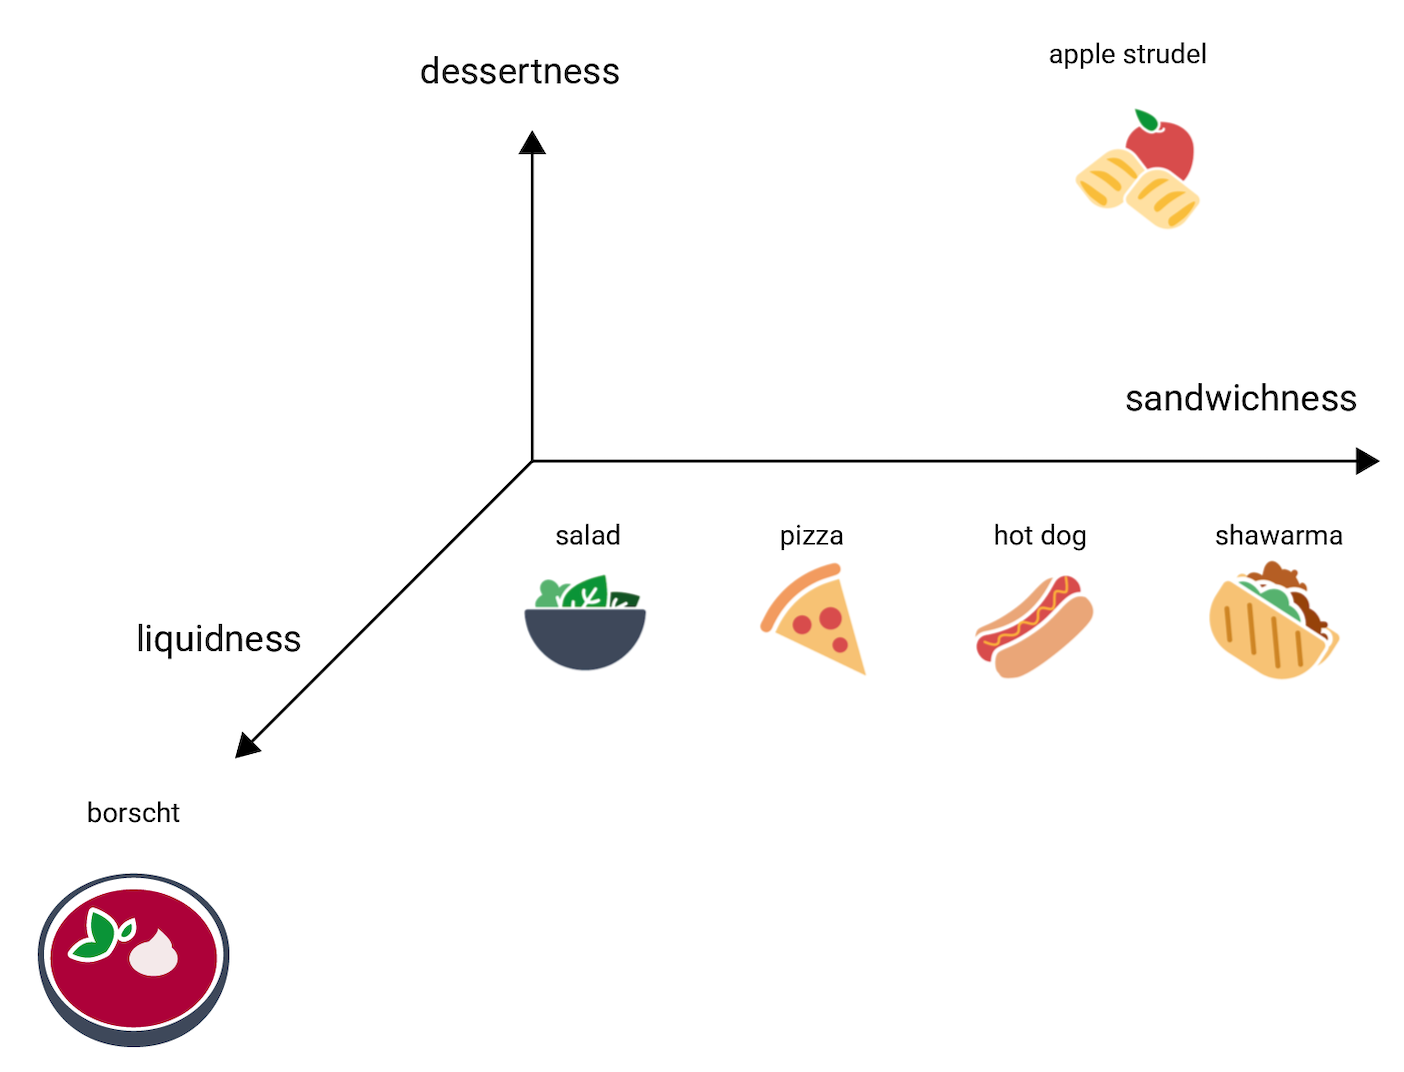 apple strudel
dessertness
sandwichness
salad
pizza
hot dog
shawarma
liquidness
borscht